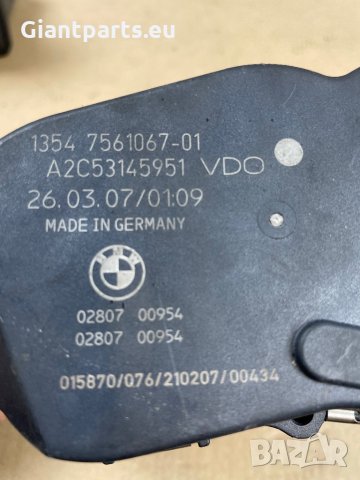 Giantparts.eu
1354 7561067-01
A2C53145951 VDO
26.03.07/01:09
MADE IN GERMANY
BMW
02807 00954
02807 00954
015870/Q76/210207/00434
bazar